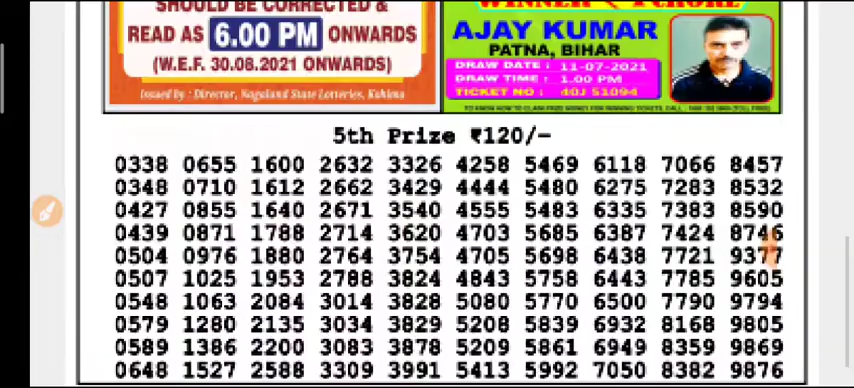 SHOULD BE CORRECTED &
READ AS 6.00 PM ONWARDS
(W.E.F. 30.08.2021 ONWARDS)
Issued by : Director, Nagaland State Lotteries, Kohima
WINNER ₹ 1 CRORE
AJAY KUMAR
PATNA, BIHAR
DRAW DATE : 11-07-2021
DRAW TIME : 1.00 PM
TICKET NO : 40J 51094
5th Prize ₹120/-
0338 0655 1600 2632 3326 4258 5469 6118 7066 8457
0348 0710 1612 2662 3429 4444 5480 6275 7283 8532
0427 0855 1640 2671 3540 4555 5483 6335 7383 8590
0439 0871 1788 2714 3620 4703 5685 6387 7424 8746
0504 0976 1880 2764 3754 4705 5698 6438 7721 9377
0507 1025 1953 2788 3824 4843 5758 6443 7785 9605
0548 1063 2084 3014 3828 5080 5770 6500 7790 9794
0579 1280 2135 3034 3829 5208 5839 6932 8168 9805
0589 1386 2200 3083 3878 5209 5861 6949 8359 9869
0648 1527 2588 3309 3991 5413 5992 7050 8382 9876